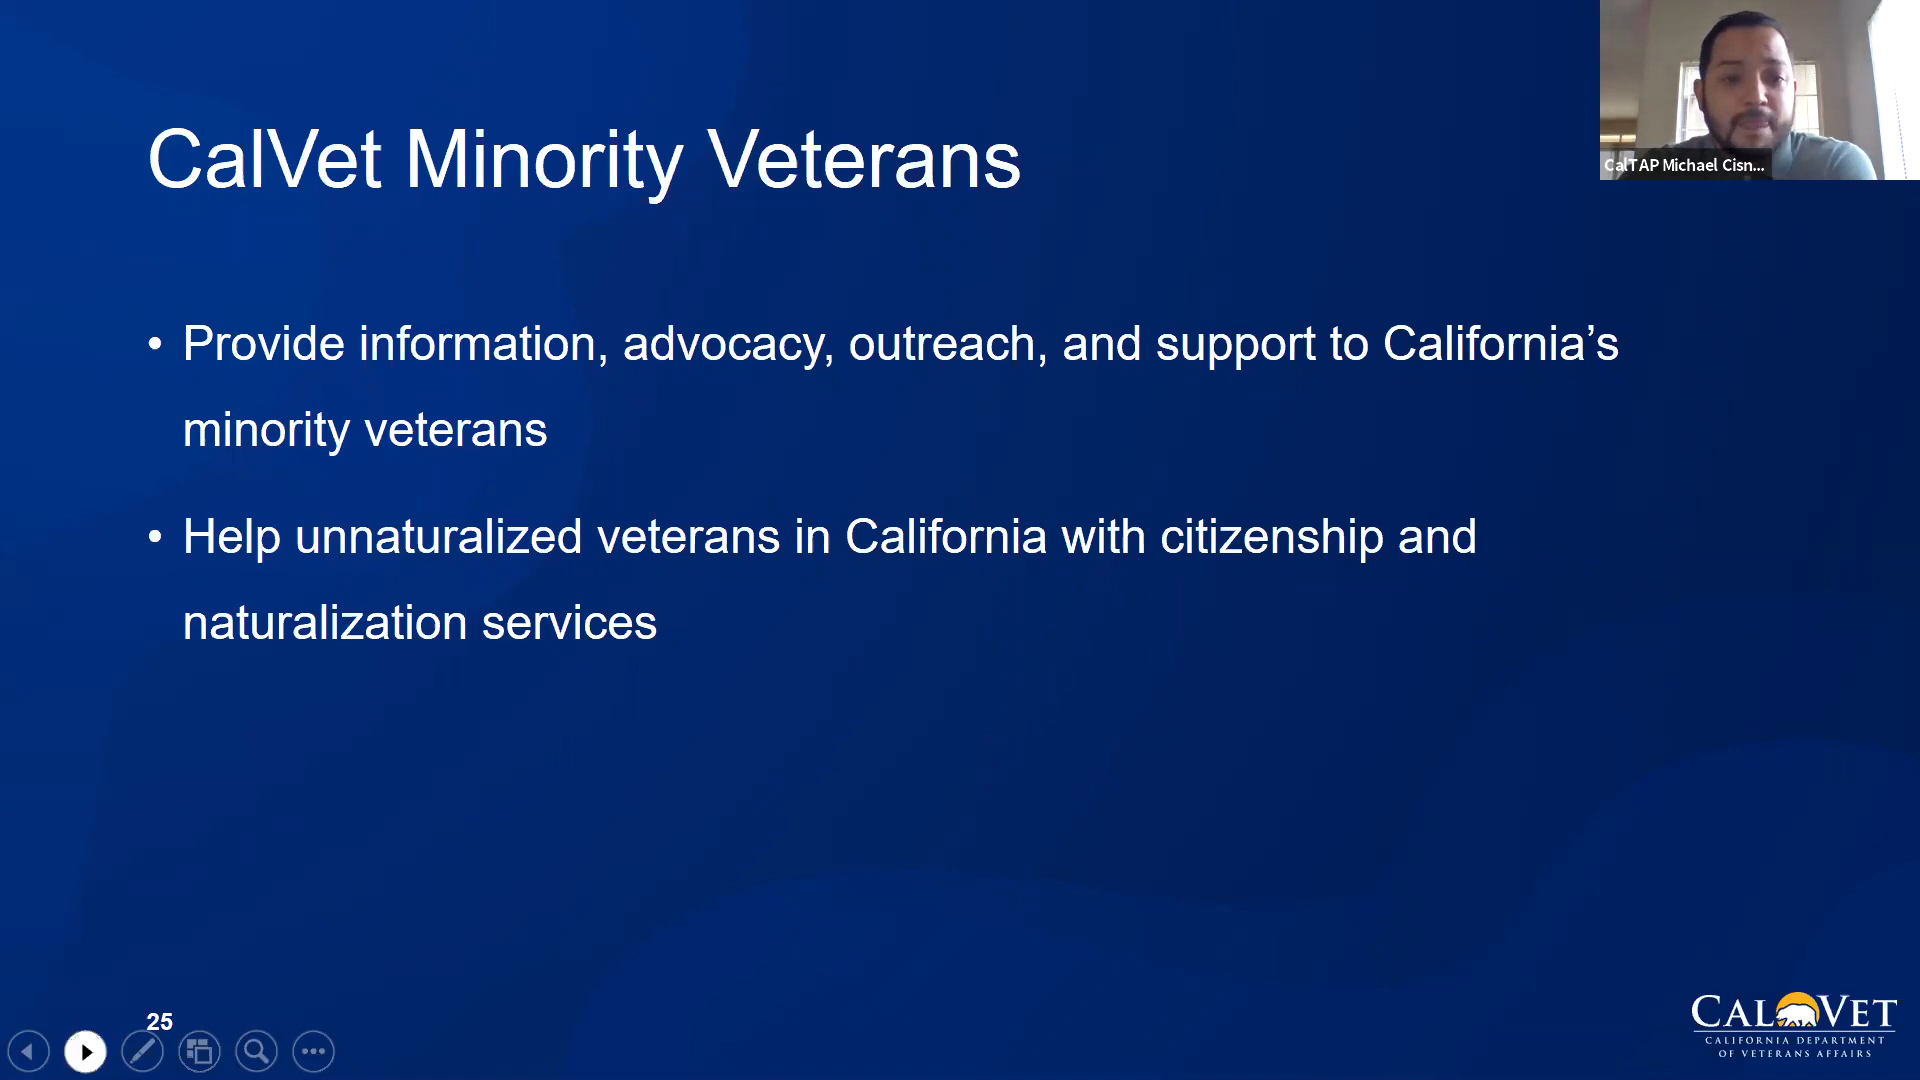 CalVet Minority Veterans
CalTAP Michael Cisn...
• Provide information, advocacy, outreach, and support to California’s
minority veterans
• Help unnaturalized veterans in California with citizenship and
naturalization services
25
CALVET
CALIFORNIA DEPARTMENT
OF VETERANS AFFAIRS